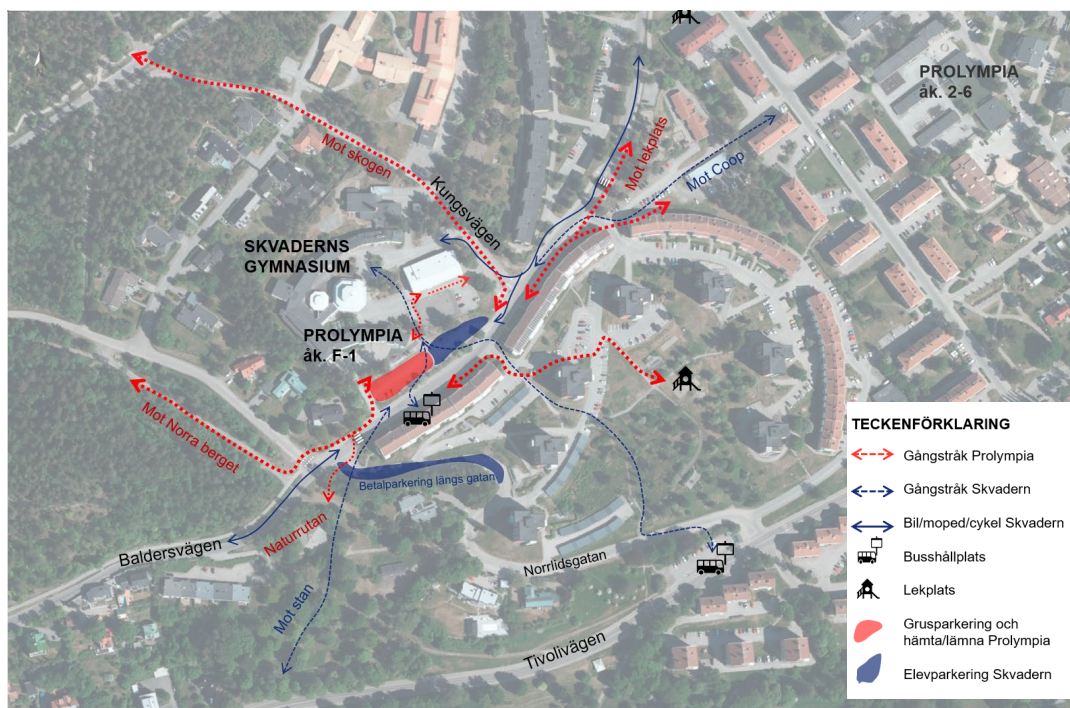 PROLYMPIA
åk. 2-6
Mot skogen
Kungsvägen
Mot lekplats
Mot Coop
SKVADERNS
GYMNASIUM
PROLYMPIA
åk. F-1
Mot Norra berget
Betalparkering längs gatan
Naturrutan
Baldersvägen
Mot stan
Norrlidsgatan
Tivolivägen
TECKENFÖRKLARING
Gångstråk Prolympia
Gångstråk Skvadern
Bil/moped/cykel Skvadern
Busshållplats
Lekplats
Grusparkering och
hämta/lämna Prolympia
Elevparkering Skvadern